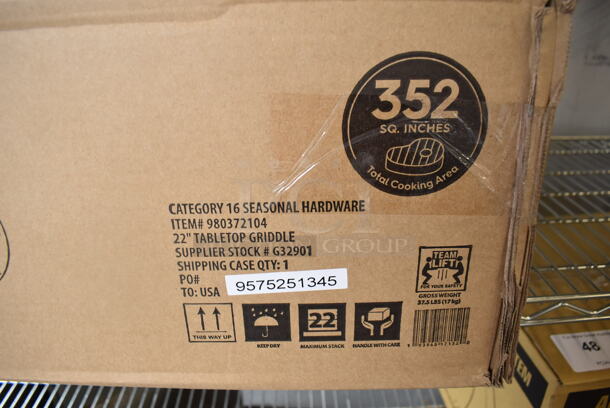 352
SQ. INCHES
Total Cooking Area
CATEGORY 16 SEASONAL HARDWARE
ITEM# 980372104
22" TABLETOP GRIDDLE
SUPPLIER STOCK # G32901
SHIPPING CASE QTY: 1
PO#
TO: USA
9575251345
GROUP
TEAM
LIFT
FOR YOUR SAFETY
GROSS WEIGHT
37.5 LBS (17 kg)
THIS WAY UP
KEEP DRY
22
MAXIMUM STACK
HANDLE WITH CARE
48